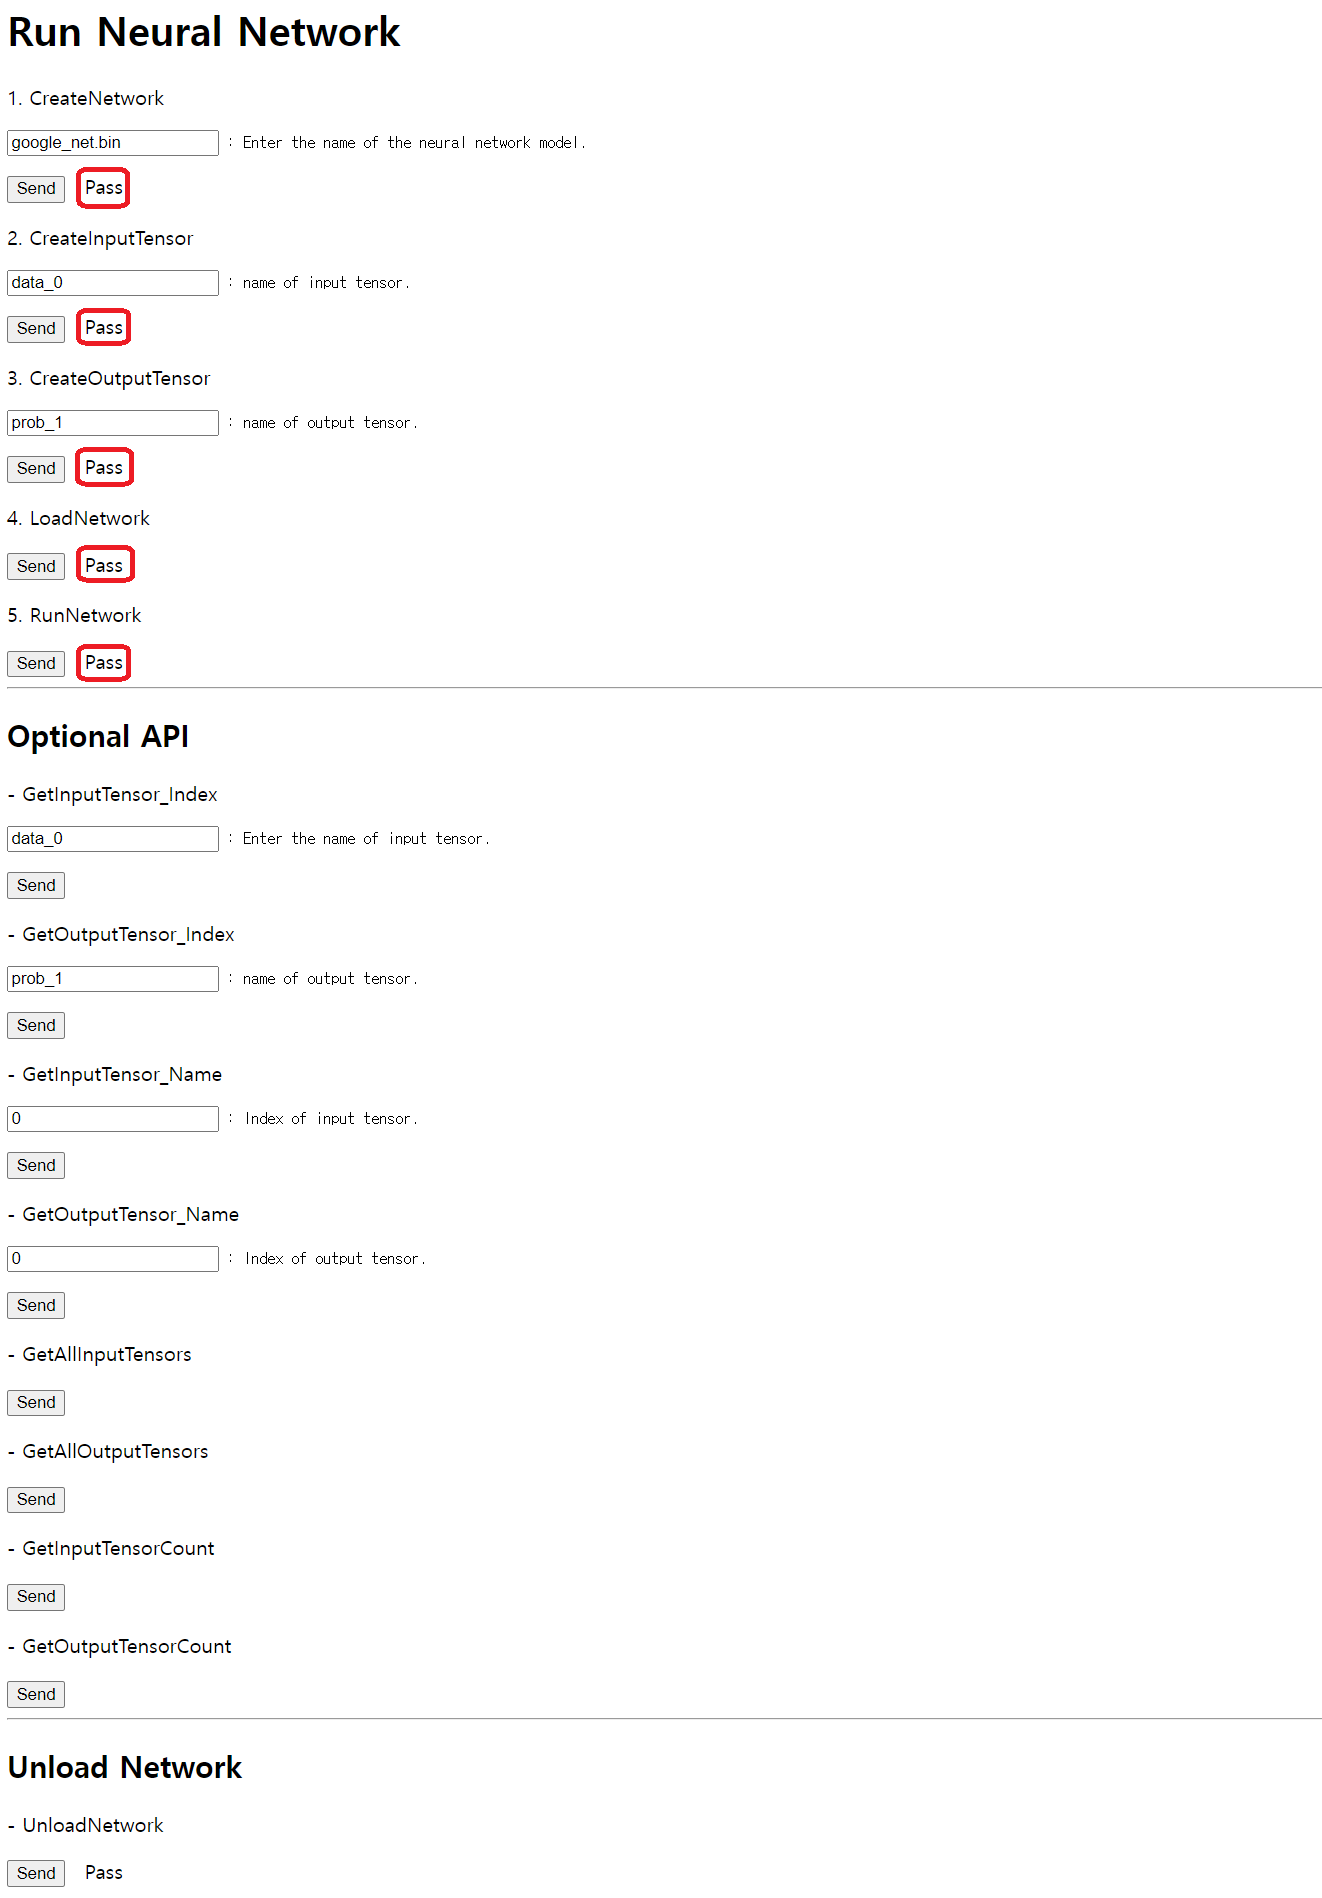 Run Neural Network
1. CreateNetwork
google_net.bin : Enter the name of the neural network model.
Send Pass
2. CreateInputTensor
data_0 : name of input tensor.
Send Pass
3. CreateOutputTensor
prob_1 : name of output tensor.
Send Pass
4. LoadNetwork
Send Pass
5. RunNetwork
Send Pass
Optional API
- GetInputTensor_Index
data_0 : Enter the name of input tensor.
Send
- GetOutputTensor_Index
prob_1 : name of output tensor.
Send
- GetInputTensor_Name
0 : Index of input tensor.
Send
- GetOutputTensor_Name
0 : Index of output tensor.
Send
- GetAllInputTensors
Send
- GetAllOutputTensors
Send
- GetInputTensorCount
Send
- GetOutputTensorCount
Send
Unload Network
- UnloadNetwork
Send Pass